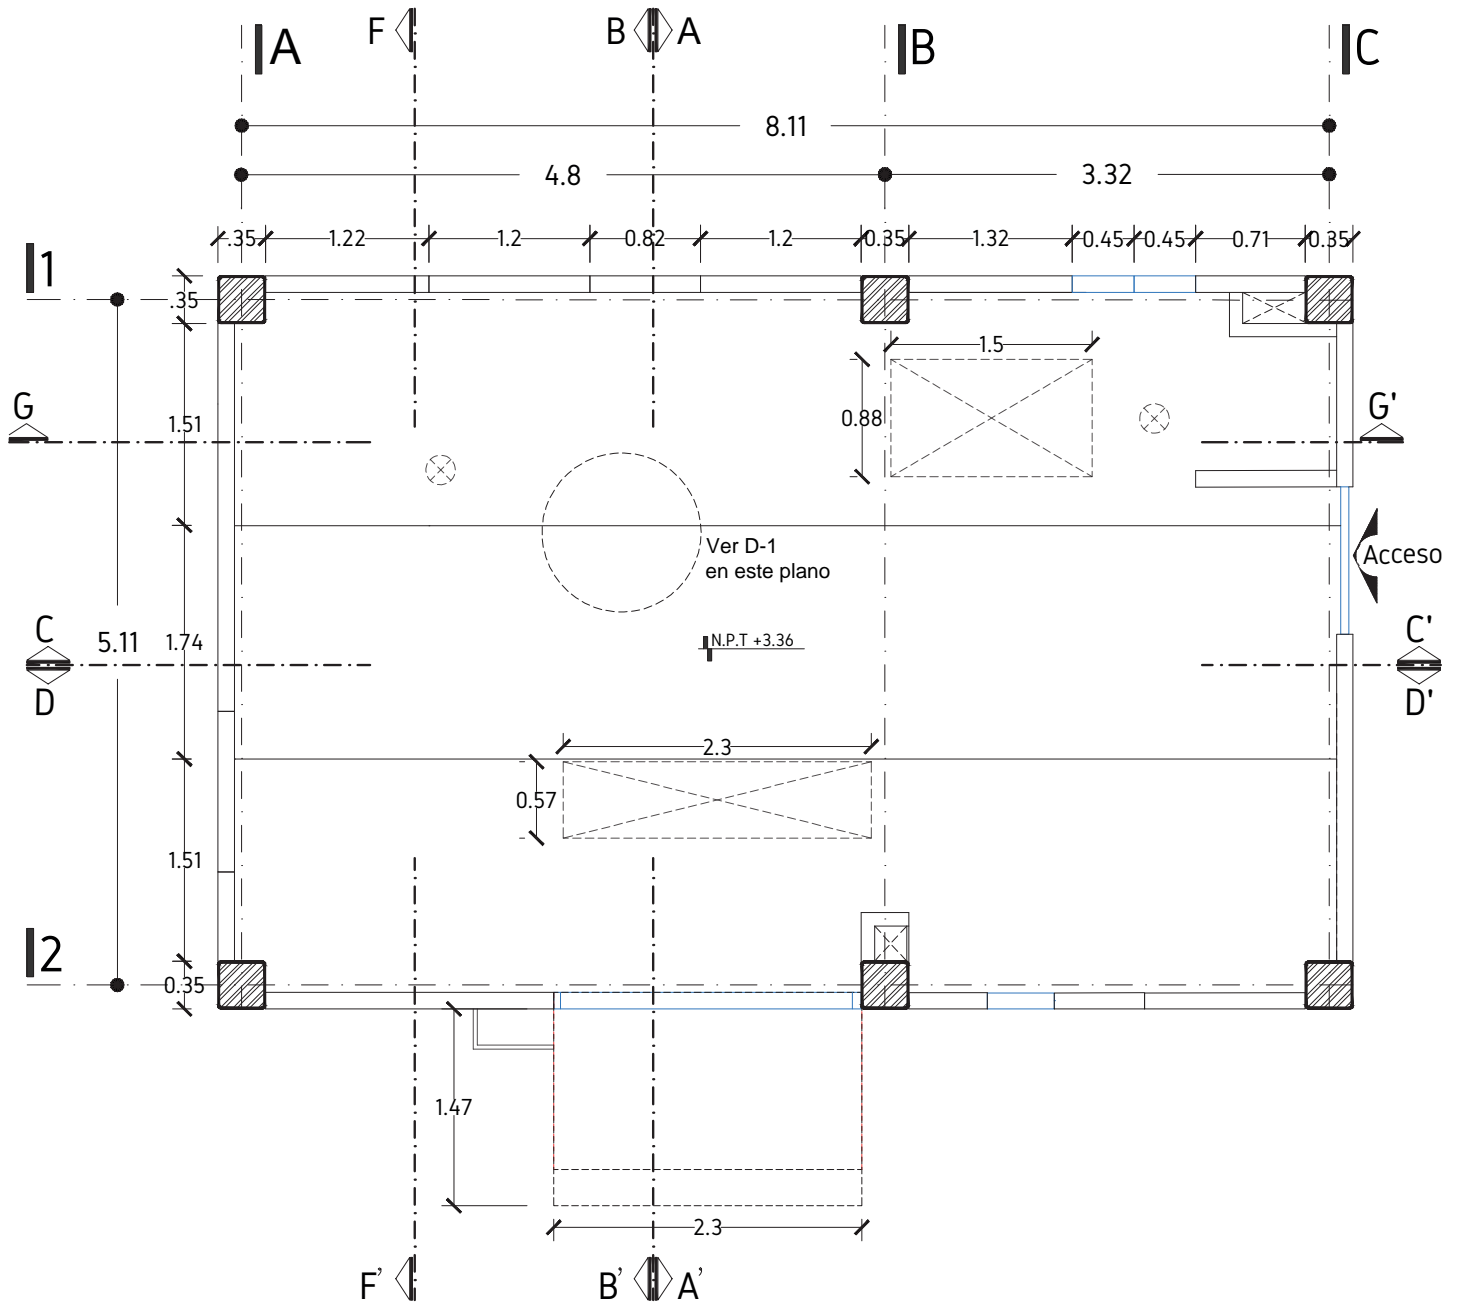 F B A
A B C
8.11
4.8 3.32
.35 1.22 1.2 0.82 1.2 0.35 1.32 0.45 0.45 0.71 0.35
1
.35
1.5
0.88
G G'
1.51
Ver D-1
en este plano
Acceso
N.P.T +3.36
C 5.11 1.74 C'
D D'
2.3
0.57
1.51
2
0.35
1.47
2.3
F' B' A'